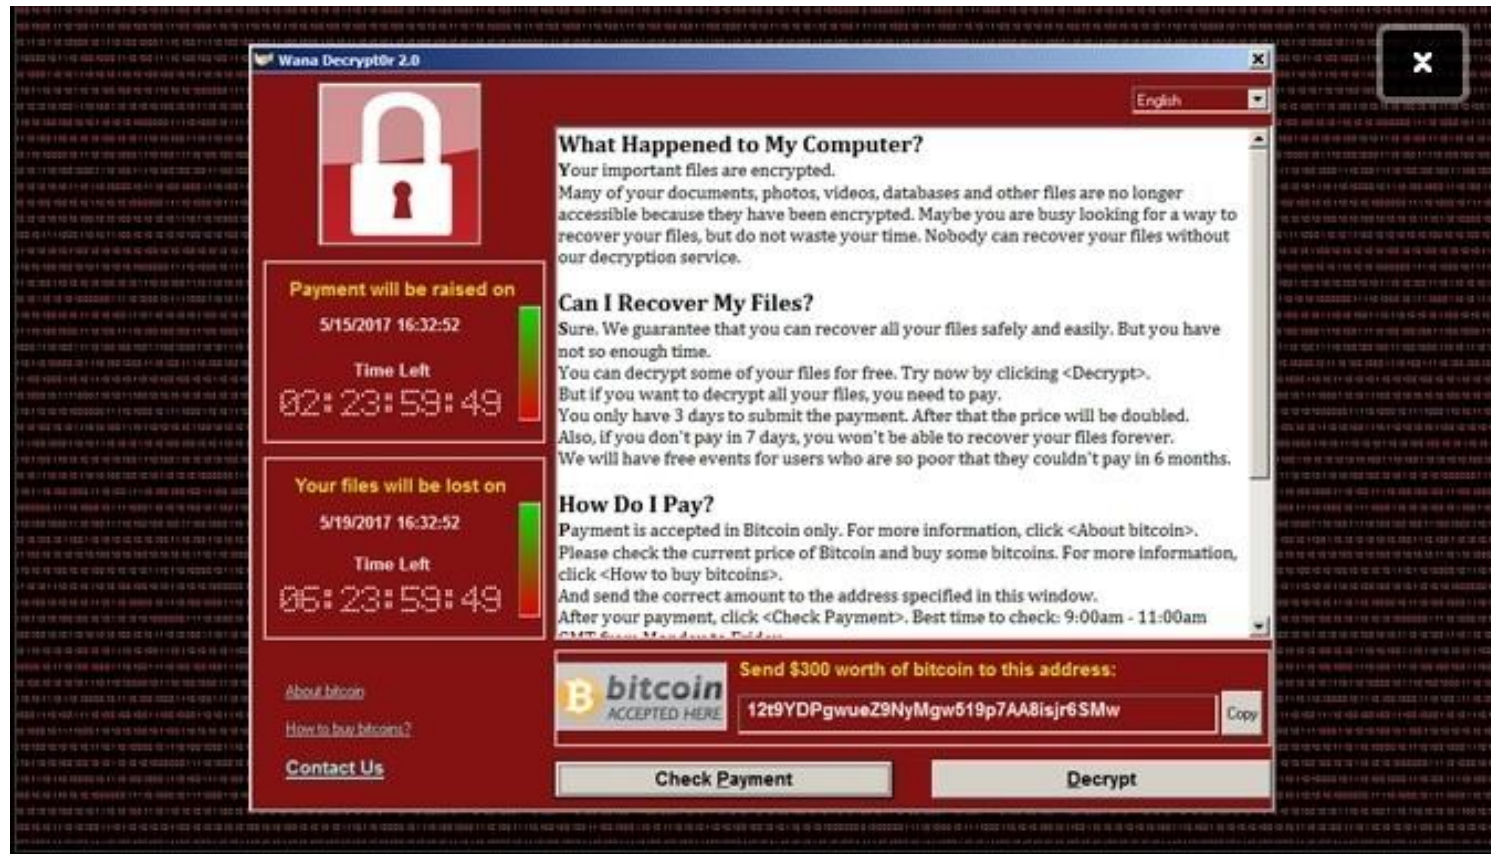 Wana Decrypt0r 2.0
English
What Happened to My Computer?
Your important files are encrypted.
Many of your documents, photos, videos, databases and other files are no longer
accessible because they have been encrypted. Maybe you are busy looking for a way to
recover your files, but do not waste your time. Nobody can recover your files without
our decryption service.
Can I Recover My Files?
Sure. We guarantee that you can recover all your files safely and easily. But you have
not so enough time.
You can decrypt some of your files for free. Try now by clicking <Decrypt>.
But if you want to decrypt all your files, you need to pay.
You only have 3 days to submit the payment. After that the price will be doubled.
Also, if you don't pay in 7 days, you won't be able to recover your files forever.
We will have free events for users who are so poor that they couldn't pay in 6 months.
How Do I Pay?
Payment is accepted in Bitcoin only. For more information, click <About bitcoin>.
Please check the current price of Bitcoin and buy some bitcoins. For more information,
click <How to buy bitcoins>.
And send the correct amount to the address specified in this window.
After your payment, click <Check Payment>. Best time to check: 9:00am - 11:00am
GMT from Monday to Friday.
Payment will be raised on
5/15/2017 16:32:52
Time Left
02:23:59:49
Your files will be lost on
5/19/2017 16:32:52
Time Left
06:23:59:49
About bitcoin
How to buy bitcoins?
Contact Us
bitcoin
ACCEPTED HERE
Send $300 worth of bitcoin to this address:
12t9YDPgwueZ9NyMgw519p7AA8isjr6SMw
Copy
Check Payment
Decrypt